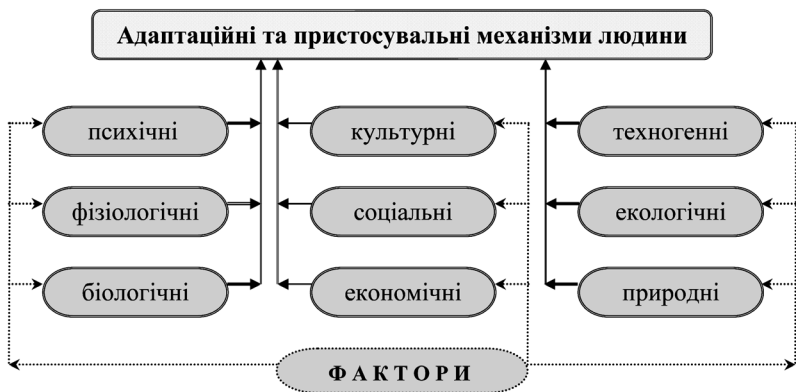 Адаптаційні та пристосувальні механізми людини
психічні
культурні
техногенні
фізіологічні
соціальні
екологічні
біологічні
економічні
природні
ФАКТОРИ